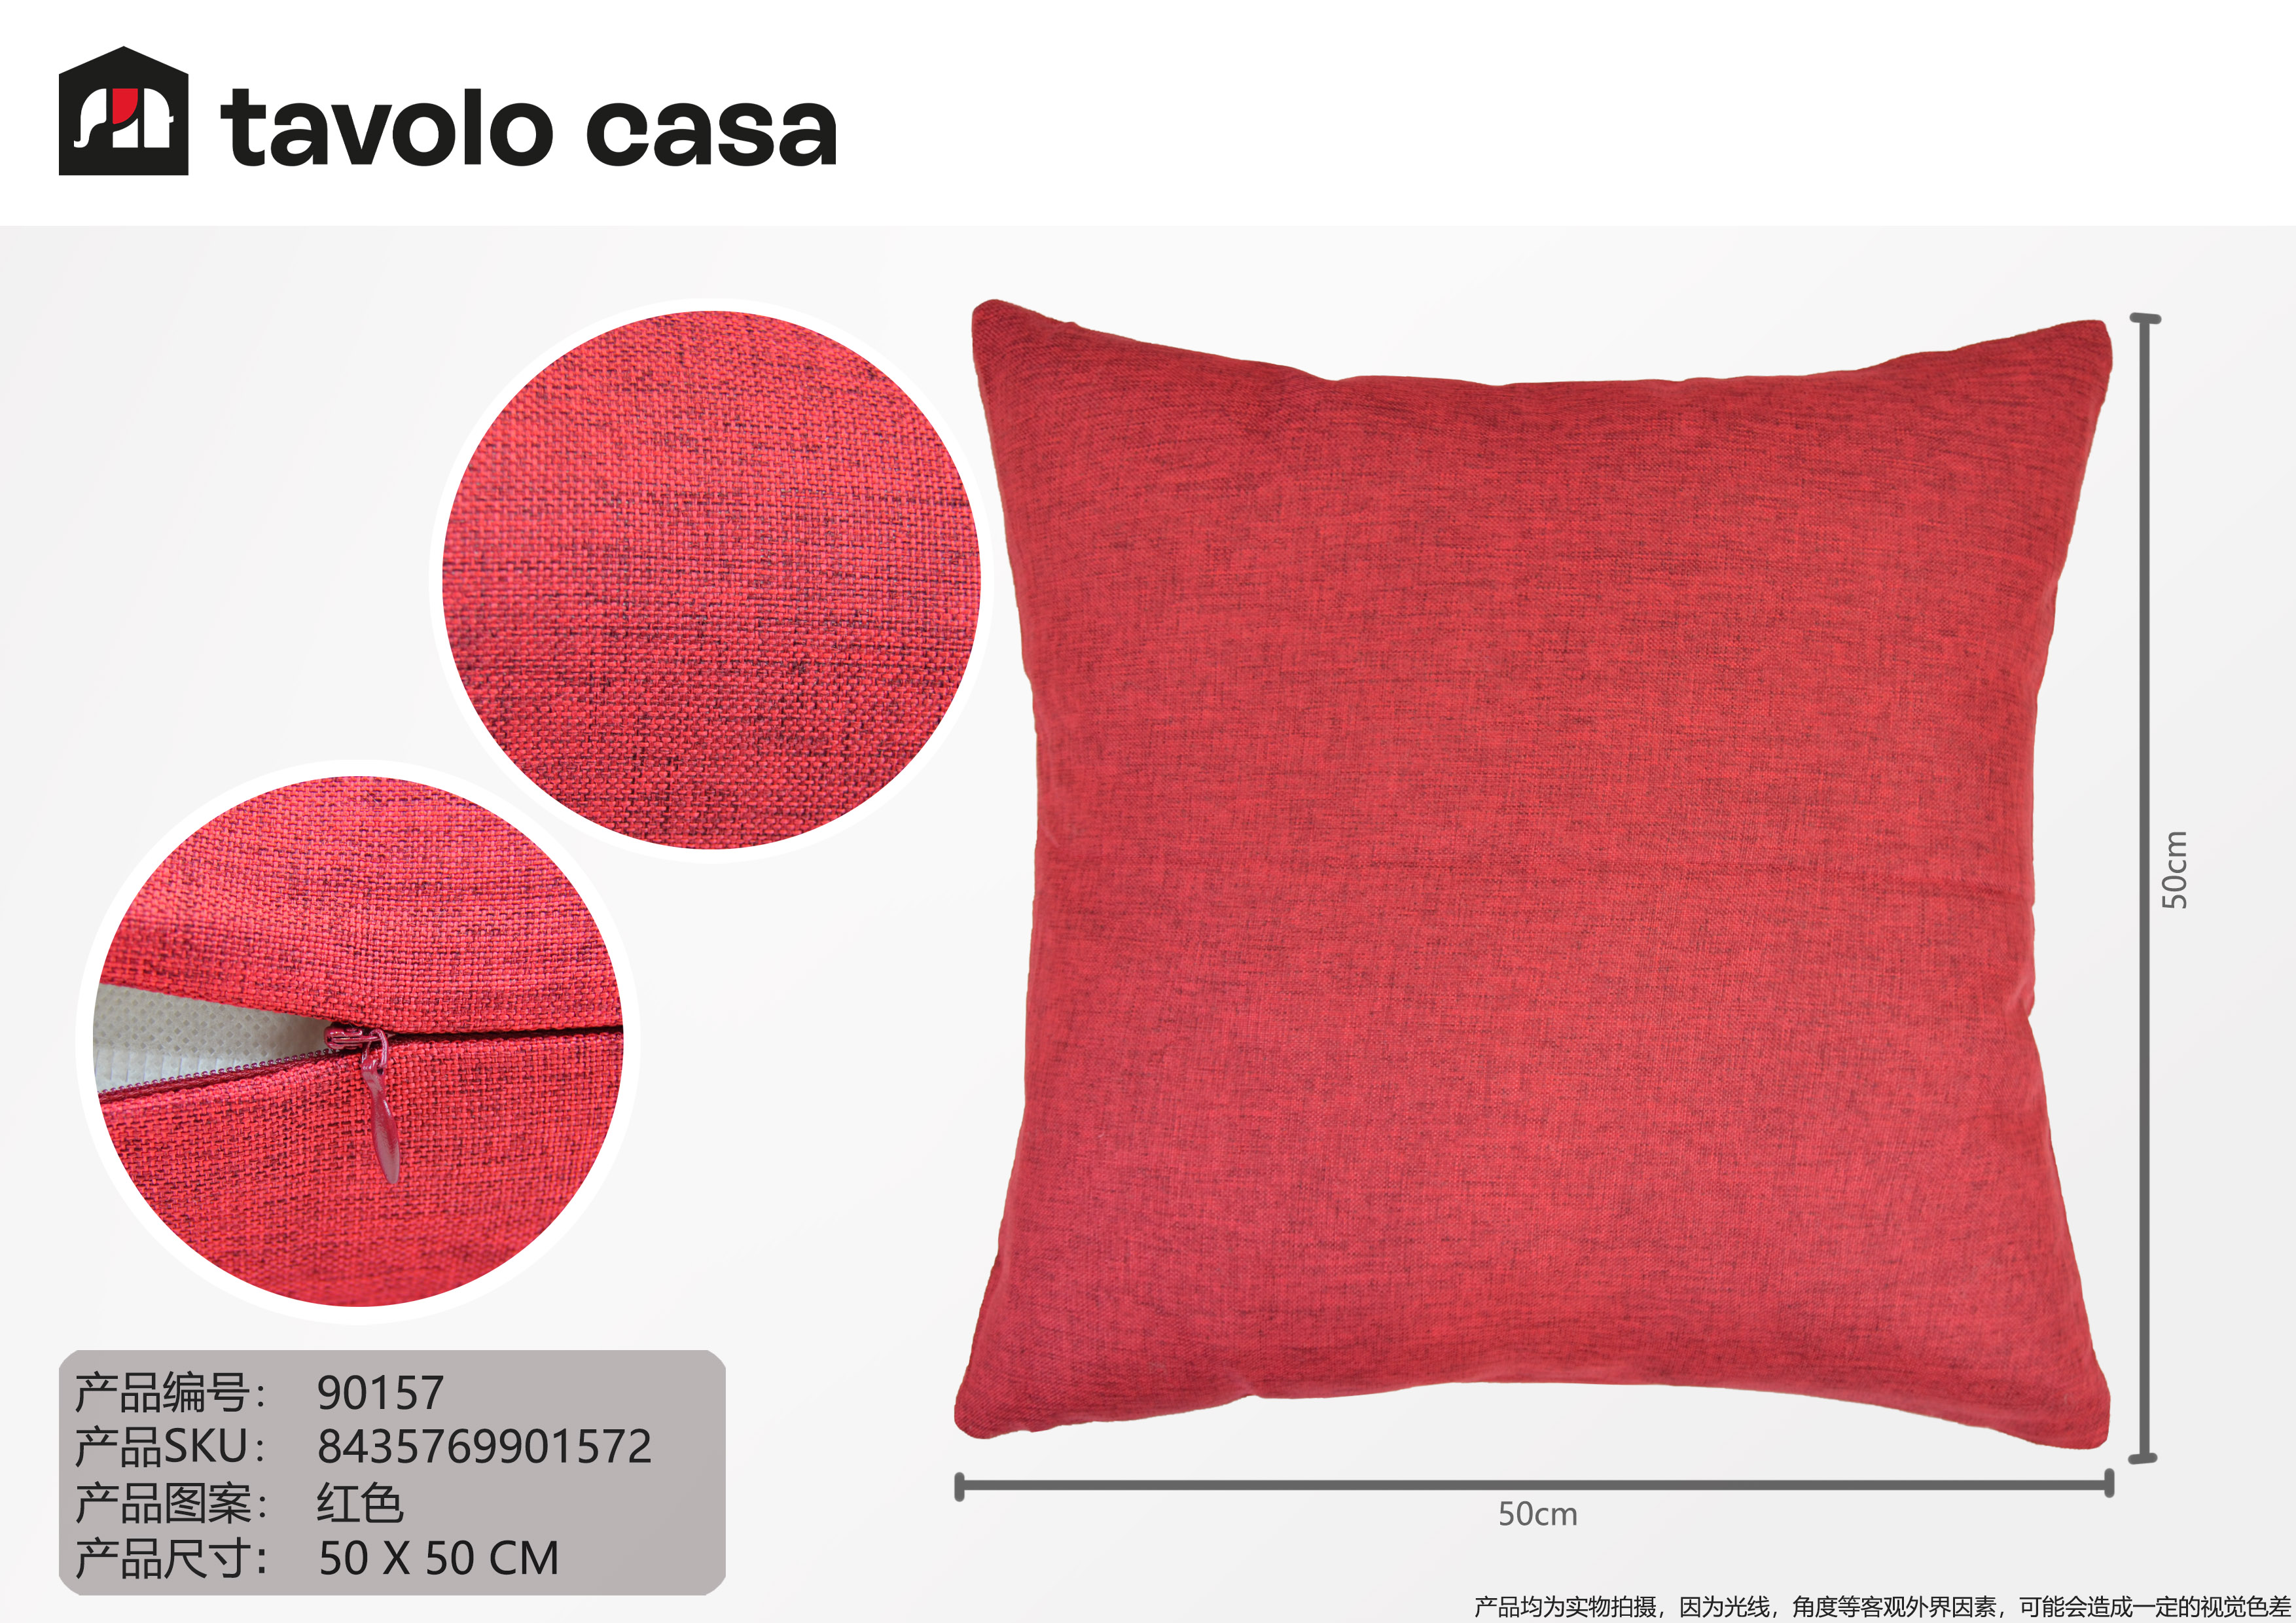 tavolo casa
50cm
50cm
产品编号： 90157
产品SKU： 8435769901572
产品图案： 红色
产品尺寸： 50 X 50 CM
产品均为实物拍摄，因为光线，角度等客观外界因素，可能会造成一定的视觉色差